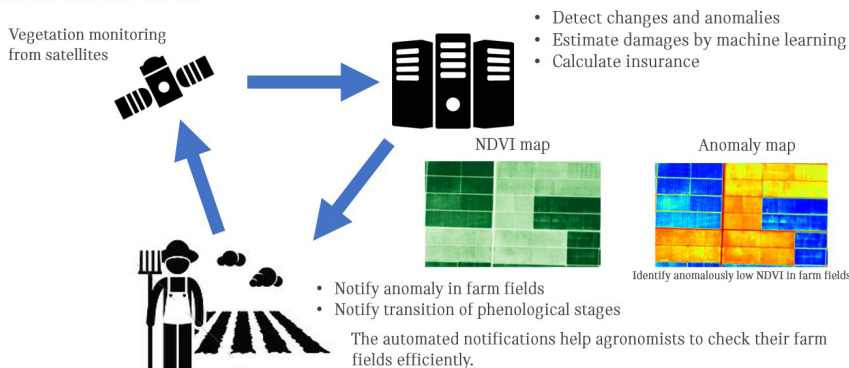 Vegetation monitoring
from satellites
• Detect changes and anomalies
• Estimate damages by machine learning
• Calculate insurance
NDVI map
Anomaly map
Identify anomalously low NDVI in farm fields
• Notify anomaly in farm fields
• Notify transition of phenological stages
The automated notifications help agronomists to check their farm
fields efficiently.